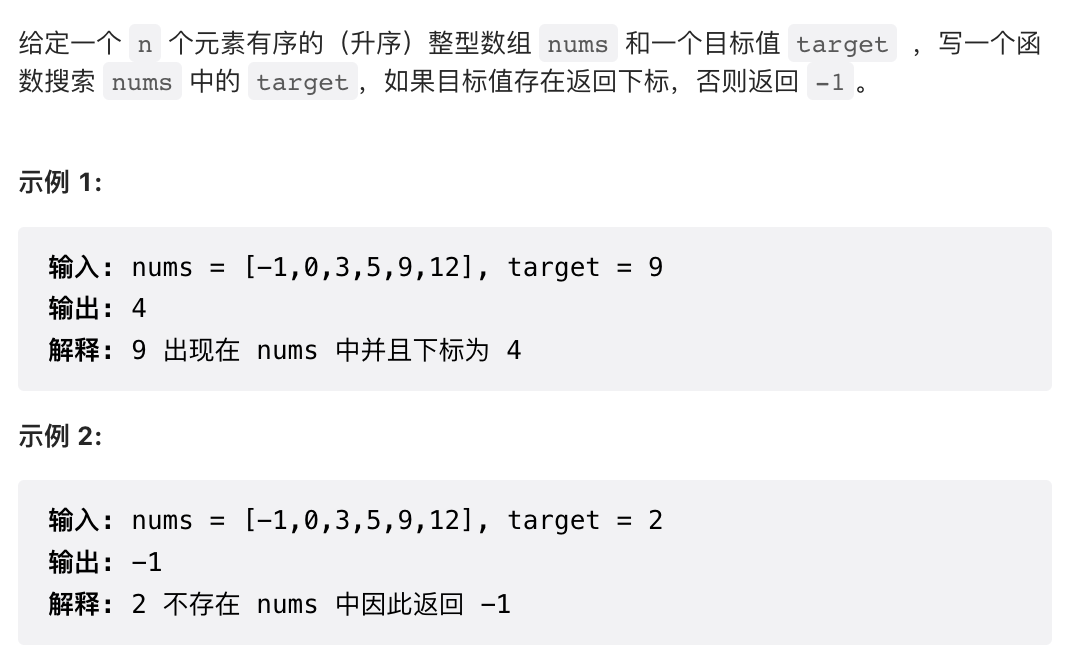 给定一个 n 个元素有序的（升序）整型数组 nums 和一个目标值 target ，写一个函
数搜索 nums 中的 target，如果目标值存在返回下标，否则返回 -1。
示例 1:
输入: nums = [-1,0,3,5,9,12], target = 9
输出: 4
解释: 9 出现在 nums 中并且下标为 4
示例 2:
输入: nums = [-1,0,3,5,9,12], target = 2
输出: -1
解释: 2 不存在 nums 中因此返回 -1